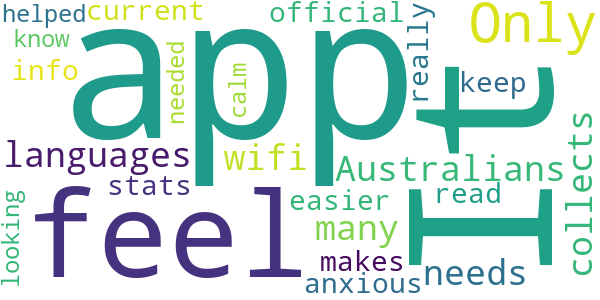 helped
current
official
Only
know
app
info
needed
calm
really
keep
t
languages
wifi
Australians
collects
stats
feel
easier
read
I
looking
many
makes
anxious
needs